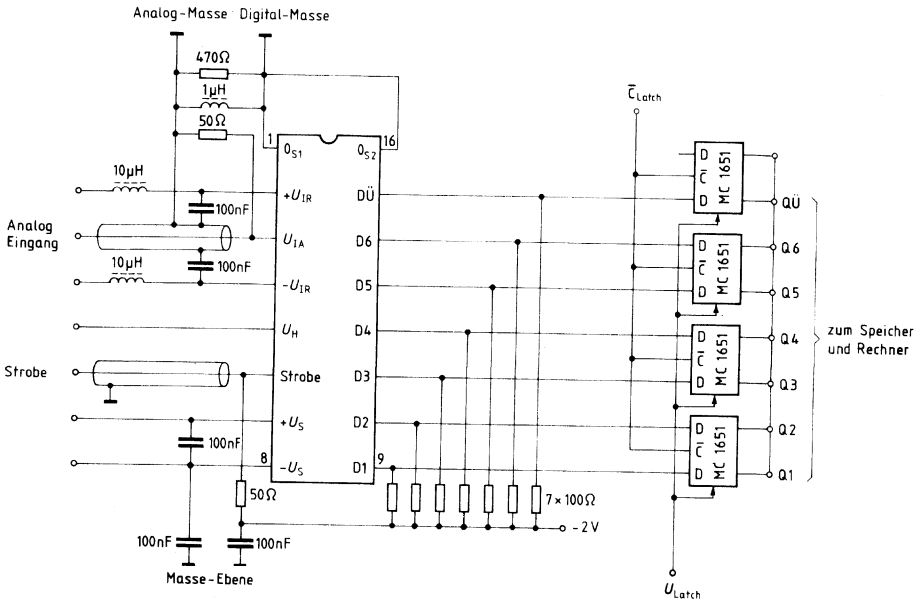 Analog-Masse Digital-Masse
470Ω
1µH
50Ω
C̅Latch
1
16
0S1
0S2
D
C̅
D
MC 1651
10µH
+UIR
DÜ
QÜ
100nF
Analog
Eingang
UIA
D6
D
C̅
D
MC 1651
Q6
10µH
100nF
-UIR
D5
Q5
UH
D4
D
C̅
D
MC 1651
Q4
zum Speicher
und Rechner
Strobe
Strobe
D3
Q3
+US
D2
D
C̅
D
MC 1651
Q2
100nF
8
-US
D1
9
Q1
50Ω
7×100Ω
-2V
100nF
100nF
Masse-Ebene
ULatch